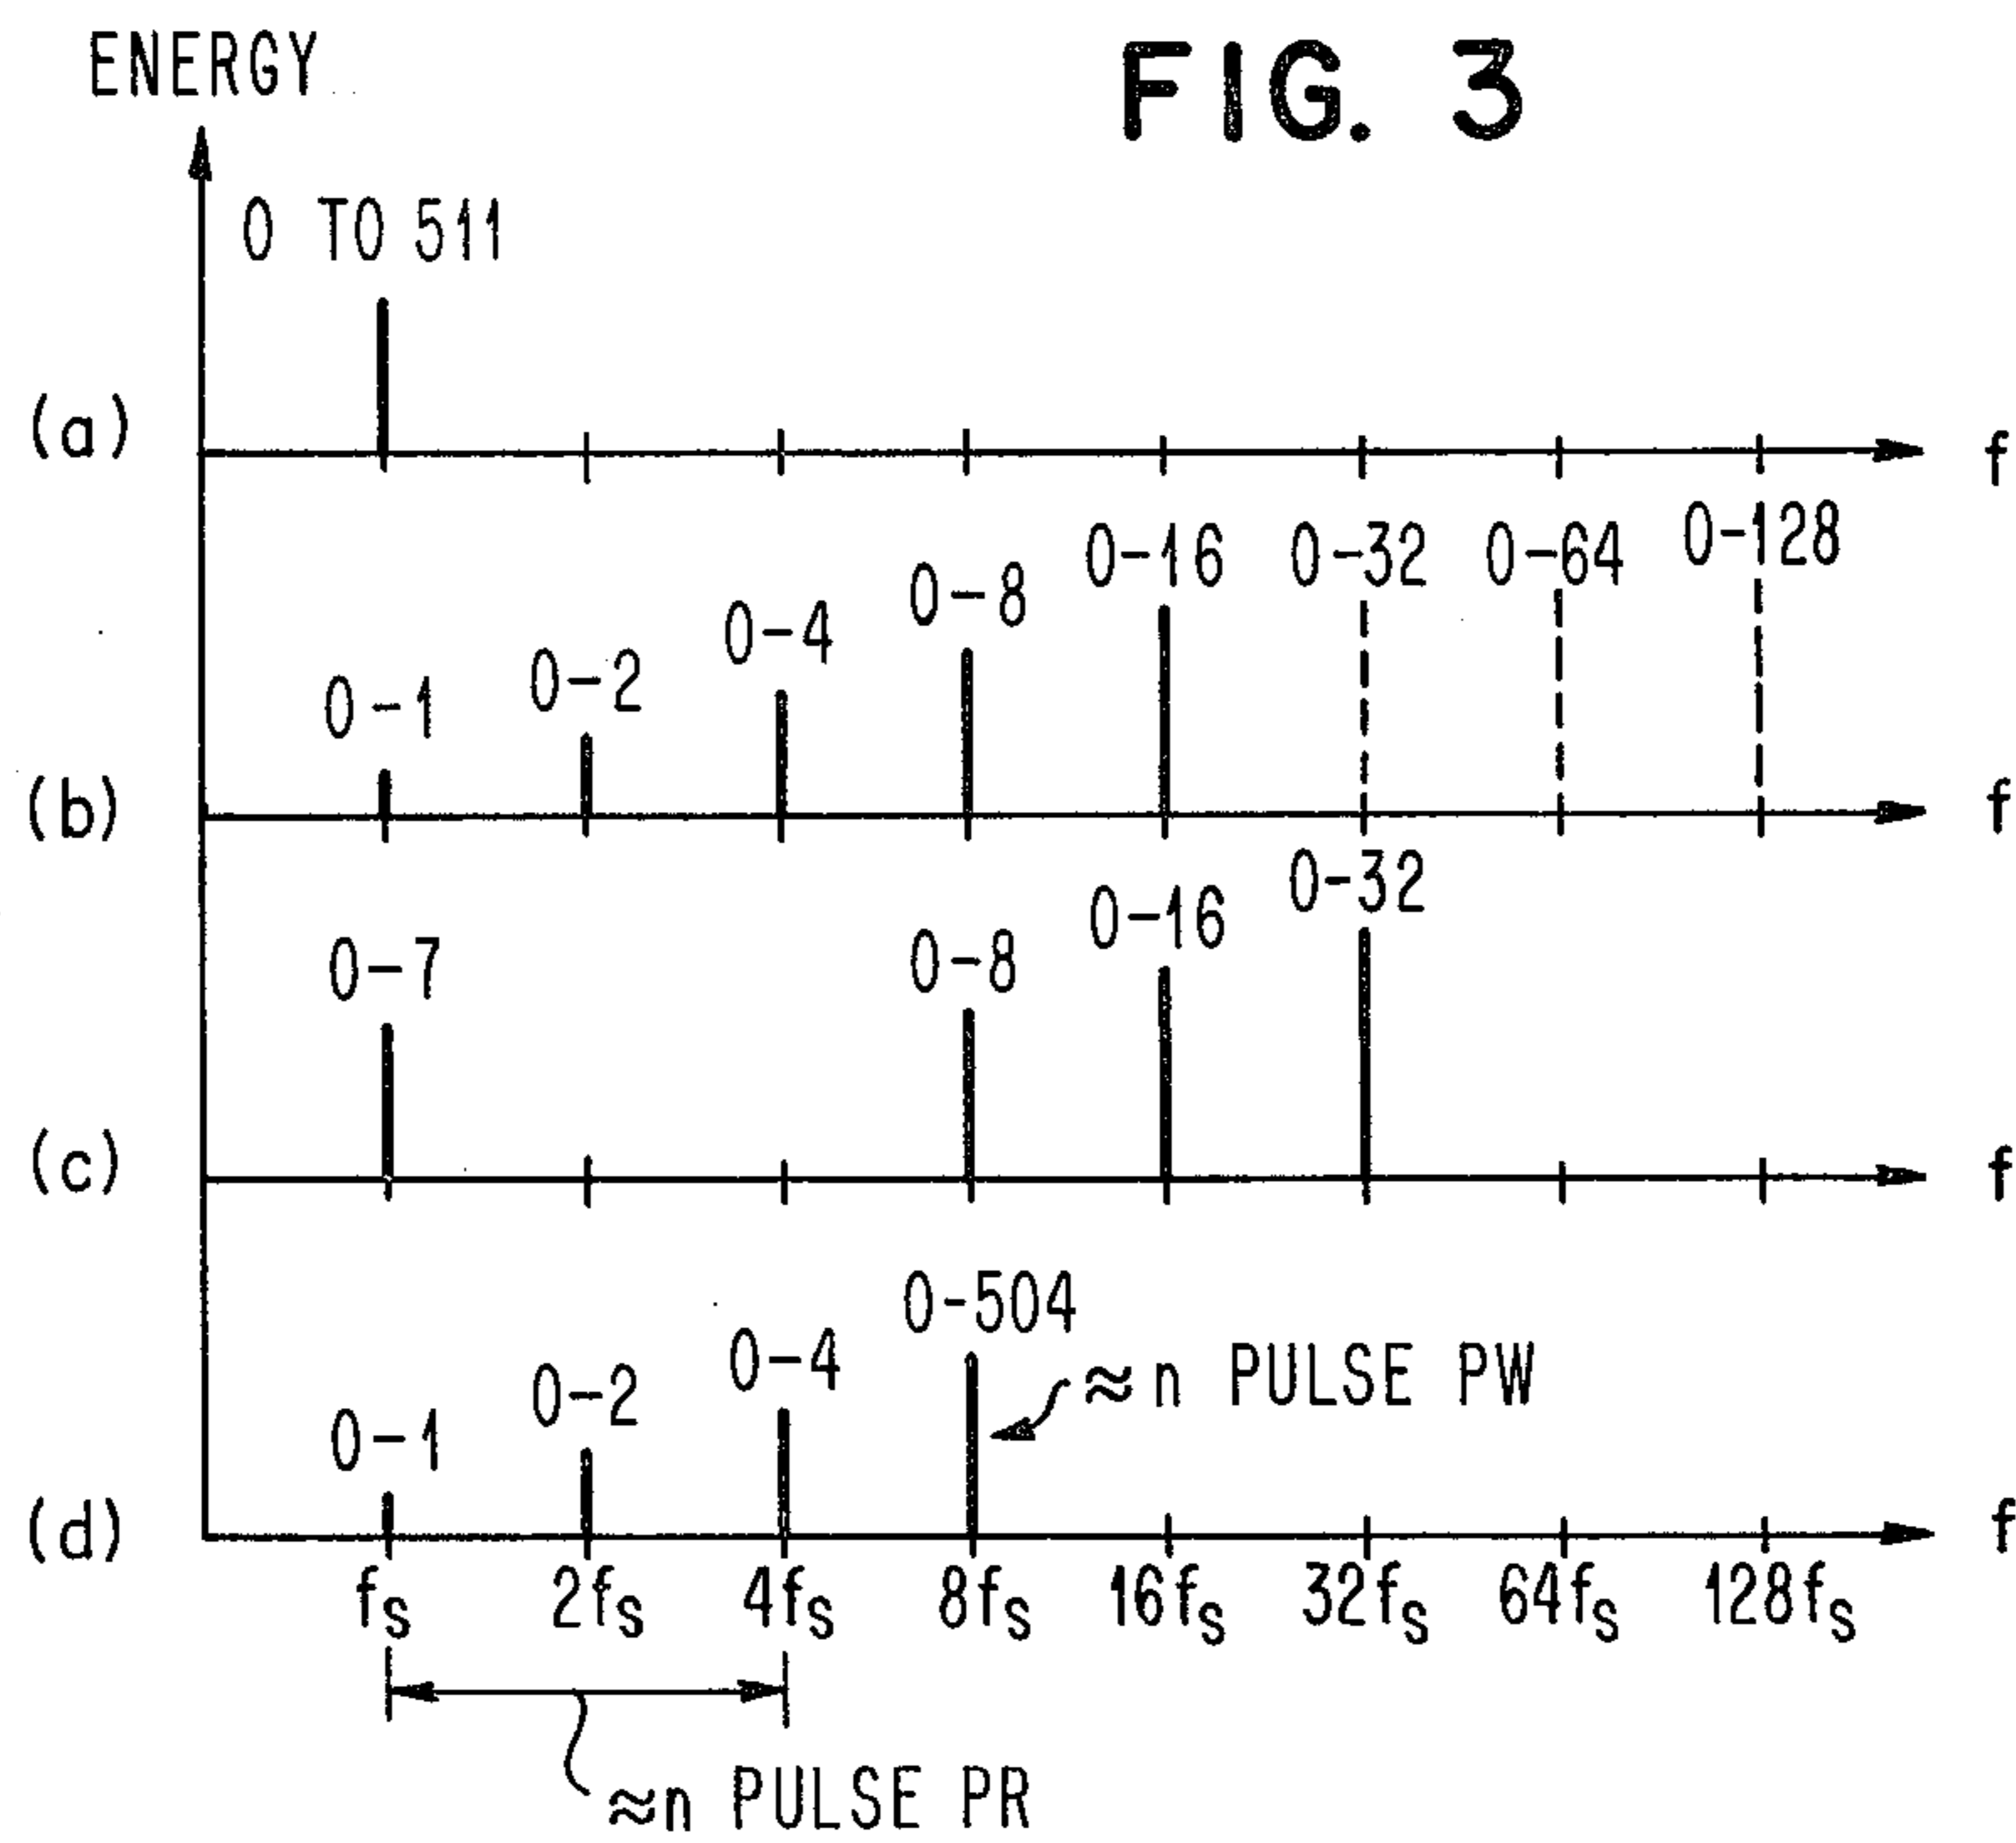 ENERGY
FIG. 3
0 TO 511
(a)
f
0-1
0-2
0-4
0-8
0-16
0-32
0-64
0-128
(b)
f
0-7
0-8
0-16
0-32
(c)
f
0-1
0-2
0-4
0-504
≈n PULSE PW
(d)
f
fs 2fs 4fs 8fs 16fs 32fs 64fs 128fs
≈n PULSE PR